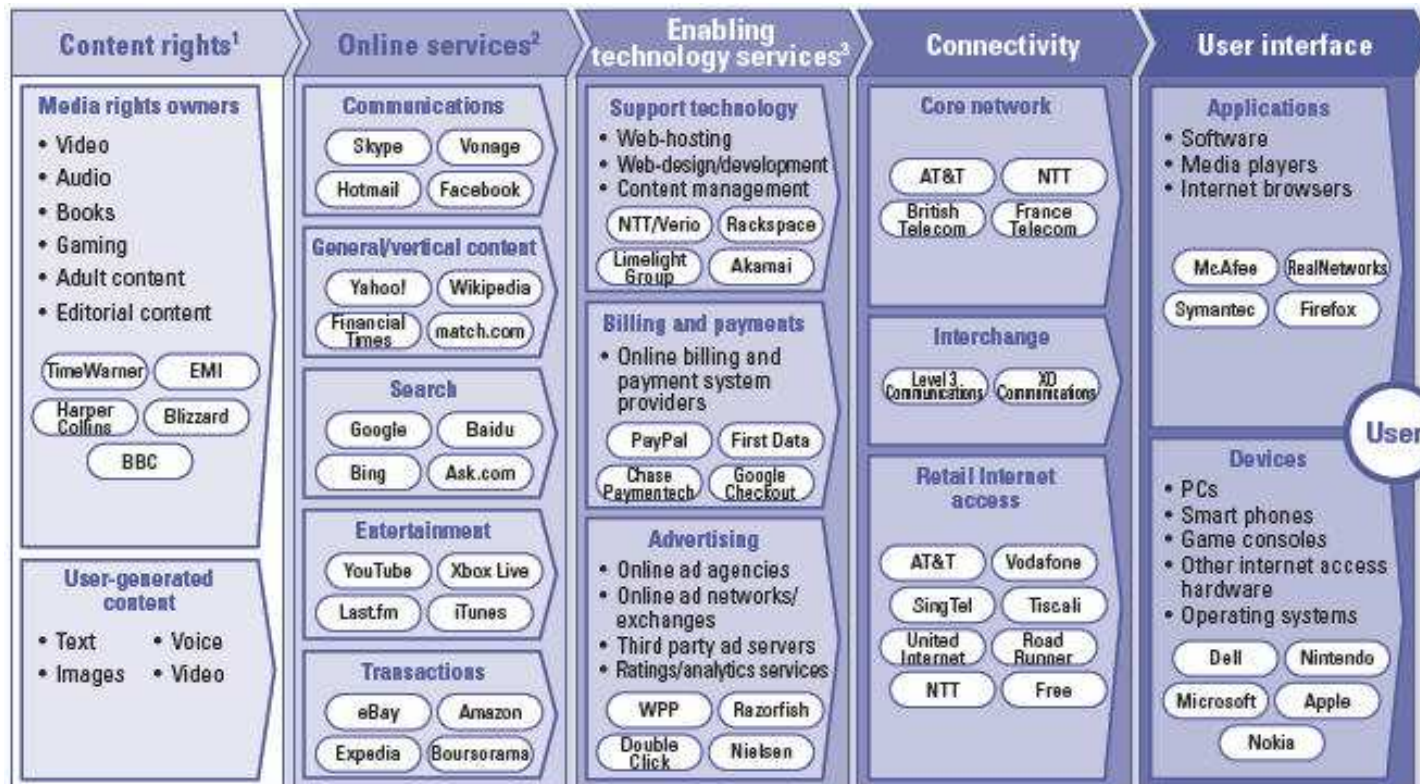 Content rights¹
Online services²
Enabling
technology services³
Connectivity
User interface
Media rights owners
• Video
• Audio
• Books
• Gaming
• Adult content
• Editorial content
TimeWarner
EMI
Harper
Collins
Blizzard
BBC
User-generated
content
• Text
• Voice
• Images
• Video
Communications
Skype
Vonage
Hotmail
Facebook
General/vertical content
Yahoo!
Wikipedia
Financial
Times
match.com
Search
Google
Baidu
Bing
Ask.com
Entertainment
YouTube
Xbox Live
Last.fm
iTunes
Transactions
eBay
Amazon
Expedia
Boursorama
Support technology
• Web-hosting
• Web-design/development
• Content management
NTT/Verio
Rackspace
Limelight
Group
Akamai
Billing and payments
• Online billing and
payment system
providers
PayPal
First Data
Chase
Paymentech
Google
Checkout
Advertising
• Online ad agencies
• Online ad networks/
exchanges
• Third party ad servers
• Ratings/analytics services
WPP
Razorfish
Double
Click
Nielsen
Core network
AT&T
NTT
British
Telecom
France
Telecom
Interchange
Level 3
Communications
XO
Communications
Retail Internet
access
AT&T
Vodafone
SingTel
Tiscali
United
Internet
Road
Runner
NTT
Free
Applications
• Software
• Media players
• Internet browsers
McAfee
RealNetworks
Symantec
Firefox
User
Devices
• PCs
• Smart phones
• Game consoles
• Other internet access
hardware
• Operating systems
Dell
Nintendo
Microsoft
Apple
Nokia